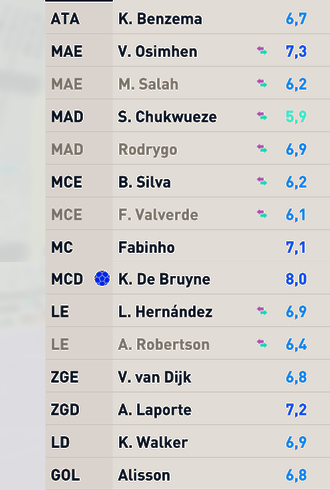 ATA K. Benzema 6,7
MAE V. Osimhen 7,3
MAE M. Salah 6,2
MAD S. Chukwueze 5,9
MAD Rodrygo 6,9
MCE B. Silva 6,2
MCE F. Valverde 6,1
MC Fabinho 7,1
MCD K. De Bruyne 8,0
LE L. Hernández 6,9
LE A. Robertson 6,4
ZGE V. van Dijk 6,8
ZGD A. Laporte 7,2
LD K. Walker 6,9
GOL Alisson 6,8